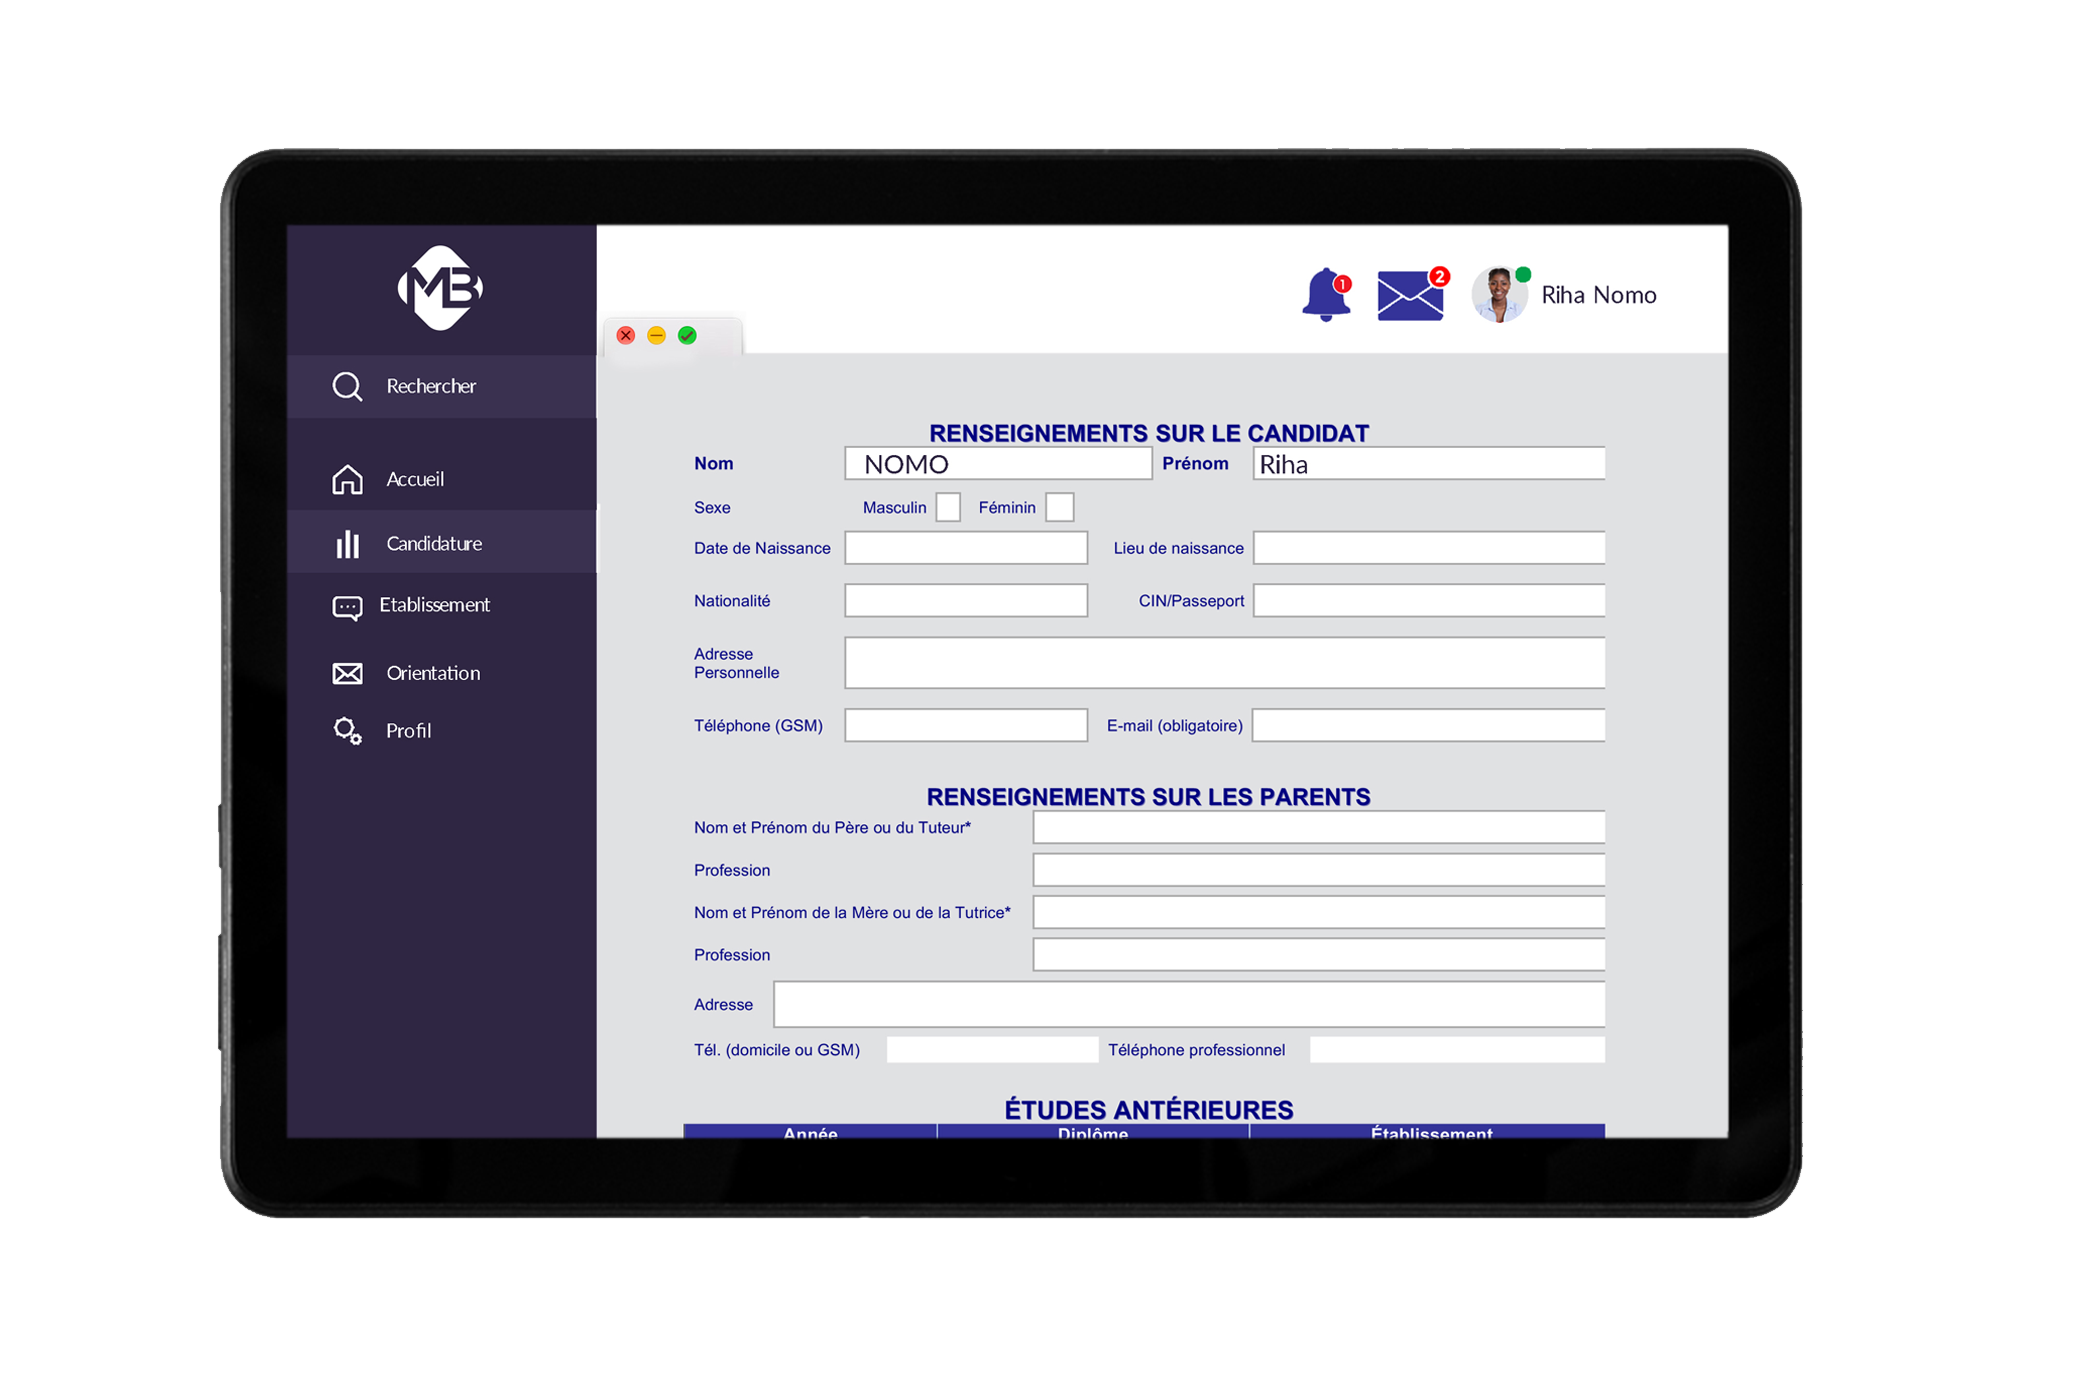 MB
Rechercher
Accueil
Candidature
Etablissement
Orientation
Profil
1
2
Riha Nomo
RENSEIGNEMENTS SUR LE CANDIDAT
Nom NOMO Prénom Riha
Sexe Masculin Féminin
Date de Naissance Lieu de naissance
Nationalité CIN/Passeport
Adresse
Personnelle
Téléphone (GSM) E-mail (obligatoire)
RENSEIGNEMENTS SUR LES PARENTS
Nom et Prénom du Père ou du Tuteur*
Profession
Nom et Prénom de la Mère ou de la Tutrice*
Profession
Adresse
Tél. (domicile ou GSM) Téléphone professionnel
ÉTUDES ANTÉRIEURES
Année Diplôme Établissement